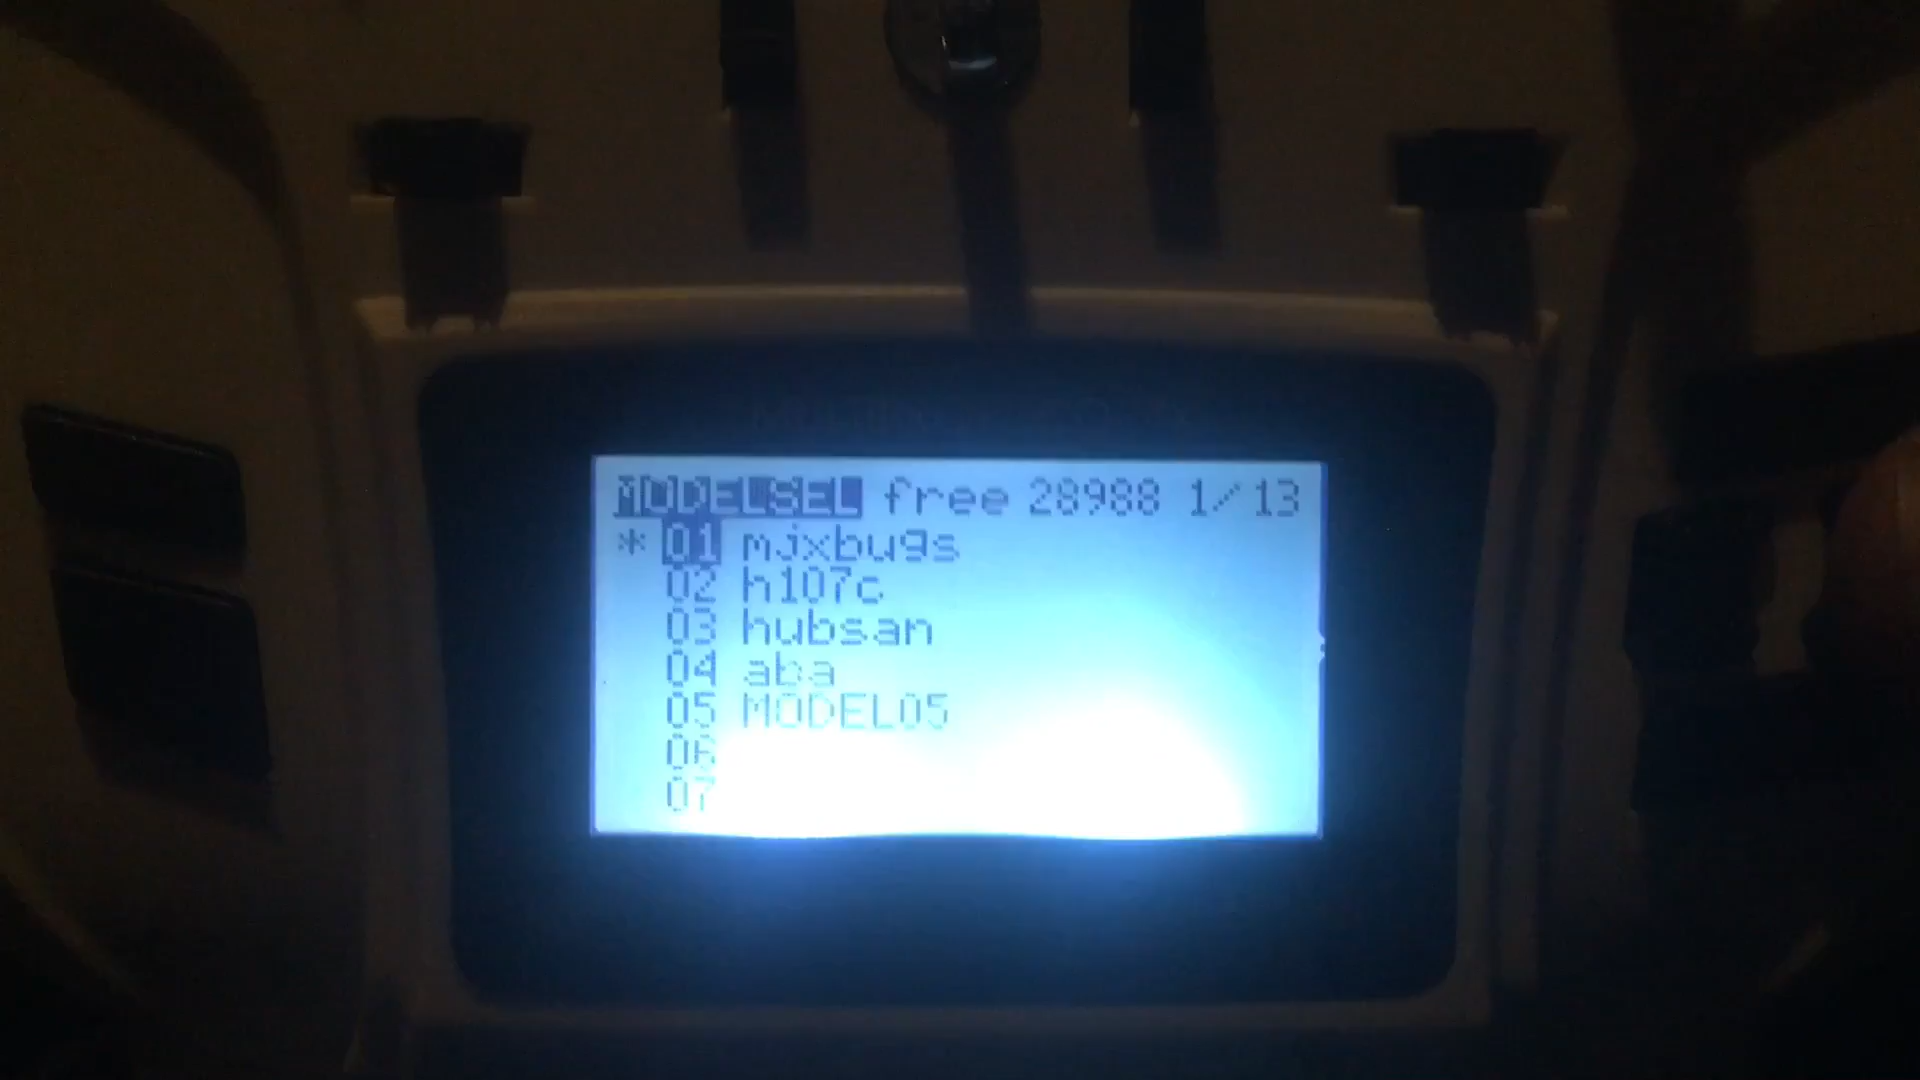 MODELSEL free 28988 1/13
* 01 mjxbugs
02 h107c
03 hubsan
04 aba
05 MODEL05
06
07